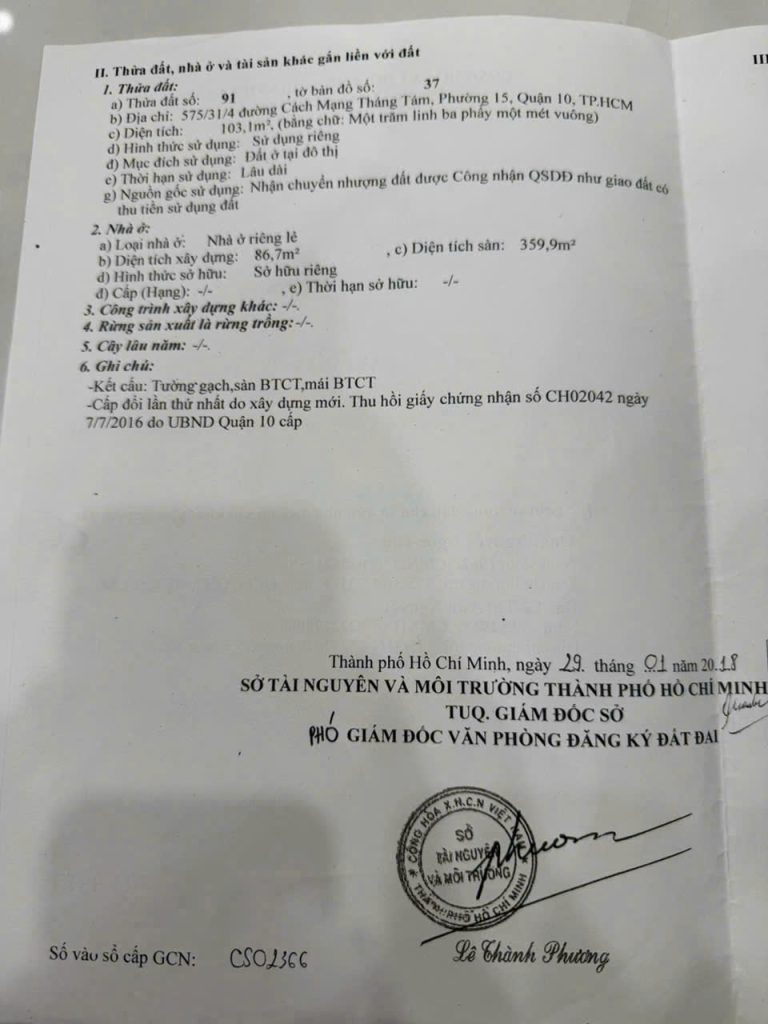 II. Thửa đất, nhà ở và tài sản khác gắn liền với đất
III
1. Thửa đất:
a) Thửa đất số: 91 , tờ bản đồ số: 37
b) Địa chỉ: 575/31/4 đường Cách Mạng Tháng Tám, Phường 15, Quận 10, TP.HCM
c) Diện tích: 103,1m², (bằng chữ: Một trăm linh ba phẩy một mét vuông)
d) Hình thức sử dụng: Sử dụng riêng
đ) Mục đích sử dụng: Đất ở tại đô thị
e) Thời hạn sử dụng: Lâu dài
g) Nguồn gốc sử dụng: Nhận chuyển nhượng đất được Công nhận QSDĐ như giao đất có
thu tiền sử dụng đất
2. Nhà ở:
a) Loại nhà ở: Nhà ở riêng lẻ
b) Diện tích xây dựng: 86,7m² , c) Diện tích sàn: 359,9m²
d) Hình thức sở hữu: Sở hữu riêng
đ) Cấp (Hạng): -/- , e) Thời hạn sở hữu: -/-
3. Công trình xây dựng khác: -/-.
4. Rừng sản xuất là rừng trồng:-/-.
5. Cây lâu năm: -/-.
6. Ghi chú:
-Kết cấu: Tường gạch,sàn BTCT,mái BTCT
-Cấp đổi lần thứ nhất do xây dựng mới. Thu hồi giấy chứng nhận số CH02042 ngày
7/7/2016 do UBND Quận 10 cấp
Thành phố Hồ Chí Minh, ngày 29 tháng 01 năm 2018
SỞ TÀI NGUYÊN VÀ MÔI TRƯỜNG THÀNH PHỐ HỒ CHÍ MINH
TUQ. GIÁM ĐỐC SỞ
PHÓ GIÁM ĐỐC VĂN PHÒNG ĐĂNG KÝ ĐẤT ĐAI
CỘNG HÒA X.H.C.N VIỆT NAM
SỞ
TÀI NGUYÊN
VÀ MÔI TRƯỜNG
THÀNH PHỐ HỒ CHÍ MINH
Lê Thành Phương
Số vào sổ cấp GCN: CS02366